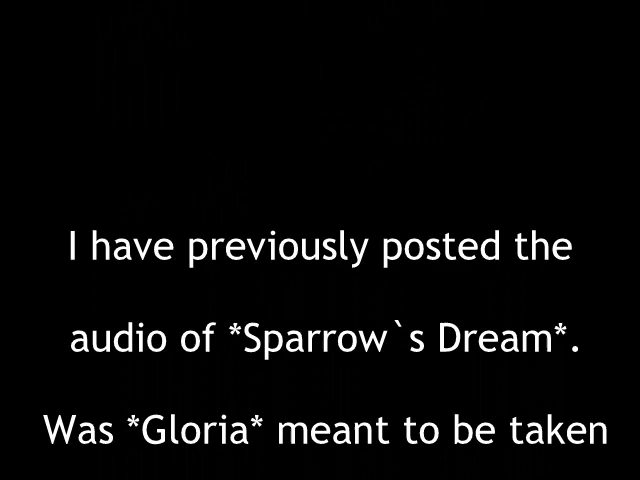 I have previously posted the
audio of *Sparrow`s Dream*.
Was *Gloria* meant to be taken